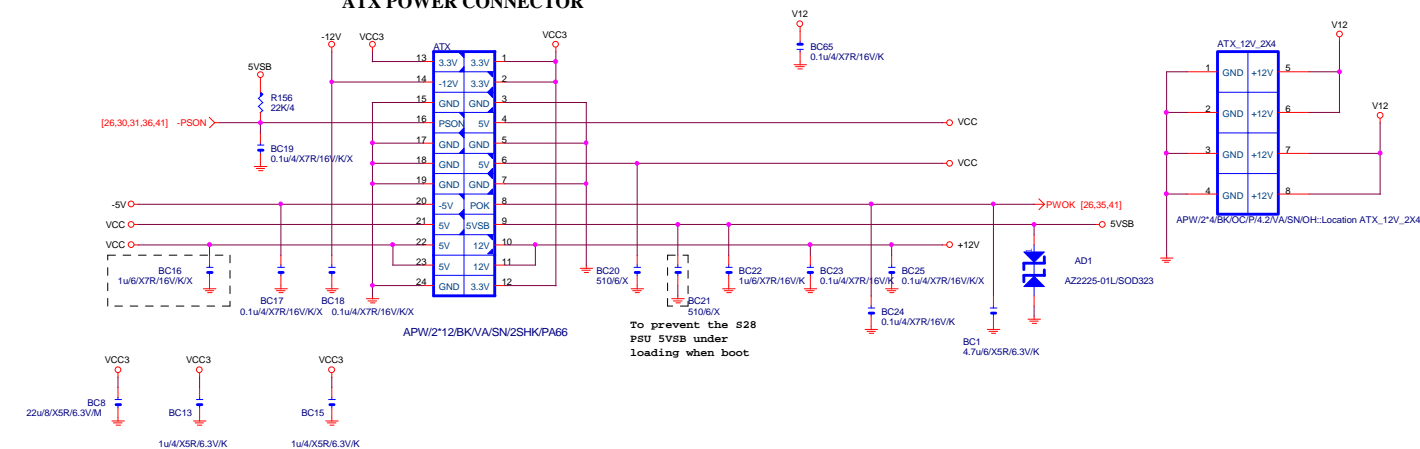 ATX POWER CONNECTOR
V12
BC65
0.1u/4/X7R/16V/K
-12V
VCC3
ATX
VCC3
13 3.3V 3.3V 1
14 -12V 3.3V 2
15 GND GND 3
16 PSON 5V 4
17 GND GND 5
18 GND 5V 6
19 GND GND 7
20 -5V POK 8
21 5V 5VSB 9
22 5V 12V 10
23 5V 12V 11
24 GND 3.3V 12
APW/2*12/BK/VA/SN/2SHK/PA66
5VSB
R156
22K/4
[26,30,31,36,41] -PSON
BC19
0.1u/4/X7R/16V/K/X
-5V
VCC
VCC
BC16
1u/6/X7R/16V/K/X
BC17
0.1u/4/X7R/16V/K/X
BC18
0.1u/4/X7R/16V/K/X
VCC
VCC
PWOK [26,35,41]
5VSB
+12V
BC20
510/6/X
BC21
510/6/X
BC22
1u/6/X7R/16V/K
BC23
0.1u/4/X7R/16V/K
BC25
0.1u/4/X7R/16V/K/X
BC24
0.1u/4/X7R/16V/K
BC1
4.7u/6/X5R/6.3V/K
AD1
AZ2225-01L/SOD323
To prevent the S28
PSU 5VSB under
loading when boot
ATX_12V_2X4
V12
V12
1 GND +12V 5
2 GND +12V 6
3 GND +12V 7
4 GND +12V 8
APW/2*4/BK/OC/P/4.2/VA/SN/OH::Location ATX_12V_2X4
VCC3
BC8
22u/8/X5R/6.3V/M
VCC3
BC13
1u/4/X5R/6.3V/K
VCC3
BC15
1u/4/X5R/6.3V/K